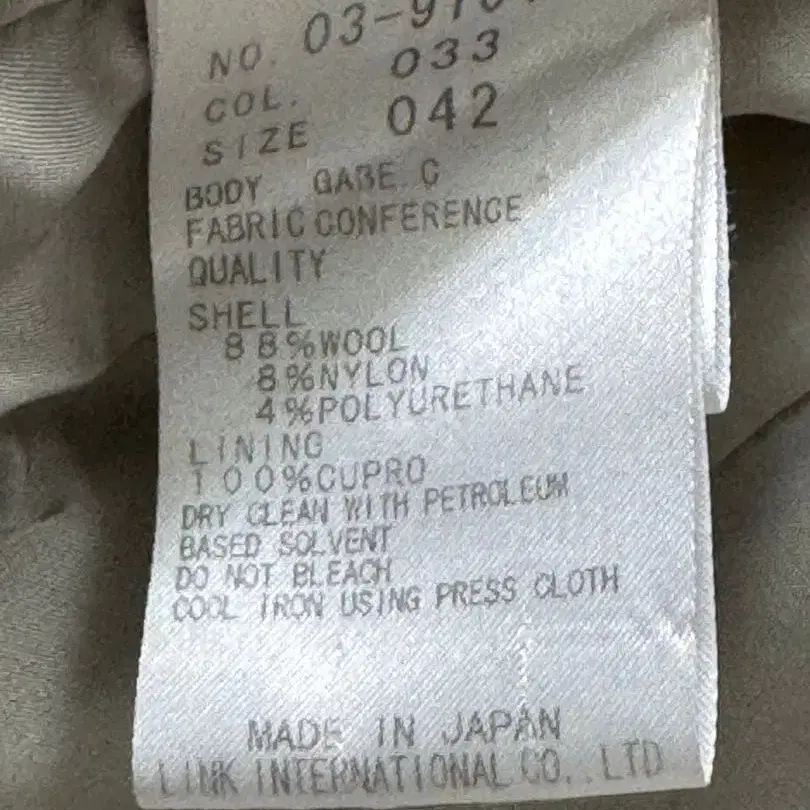 NO. 03-970
COL. 033
SIZE 042
BODY GABE.C
FABRIC CONFERENCE
QUALITY
SHELL
88%WOOL
8%NYLON
4%POLYURETHANE
LINING
100%CUPRO
DRY CLEAN WITH PETROLEUM
BASED SOLVENT
DO NOT BLEACH
COOL IRON USING PRESS CLOTH
MADE IN JAPAN
LINK INTERNATIONAL CO.,LTD